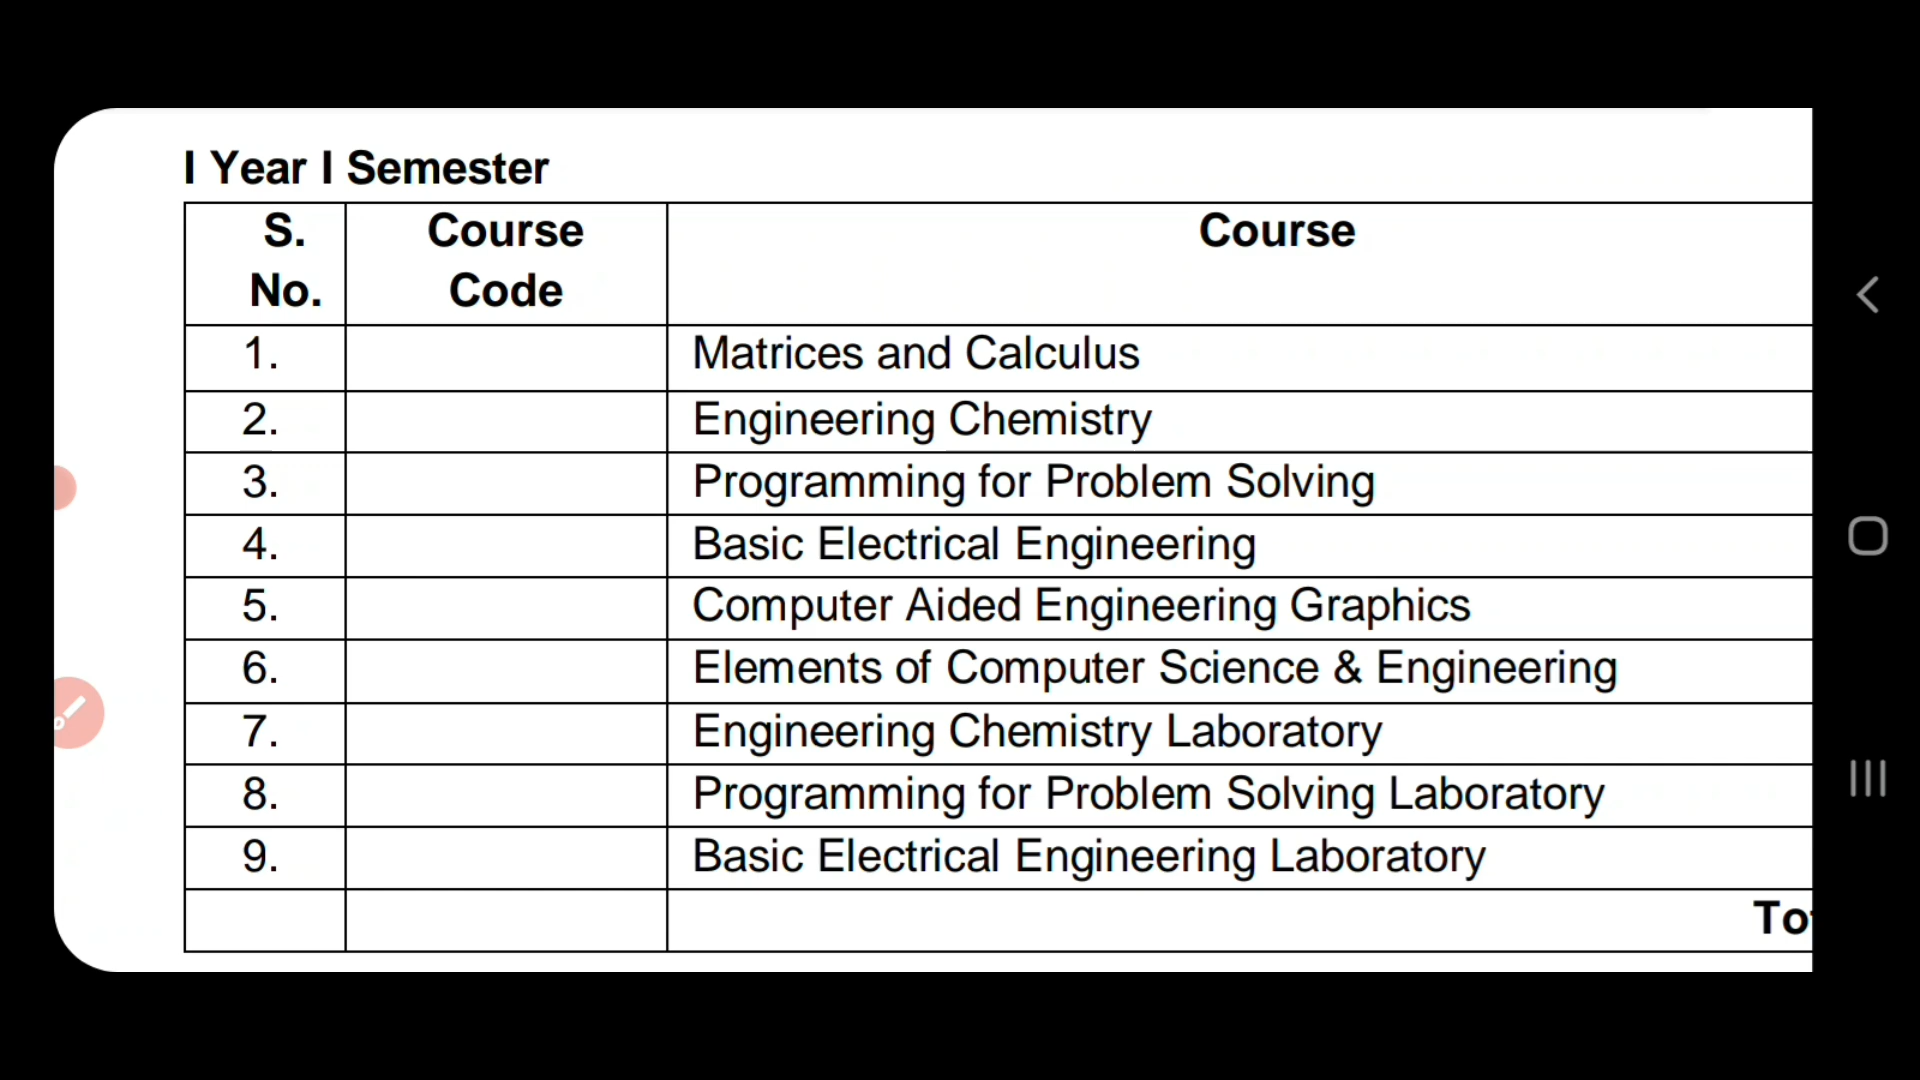 I Year I Semester
S. No. Course Code Course
1. Matrices and Calculus
2. Engineering Chemistry
3. Programming for Problem Solving
4. Basic Electrical Engineering
5. Computer Aided Engineering Graphics
6. Elements of Computer Science & Engineering
7. Engineering Chemistry Laboratory
8. Programming for Problem Solving Laboratory
9. Basic Electrical Engineering Laboratory